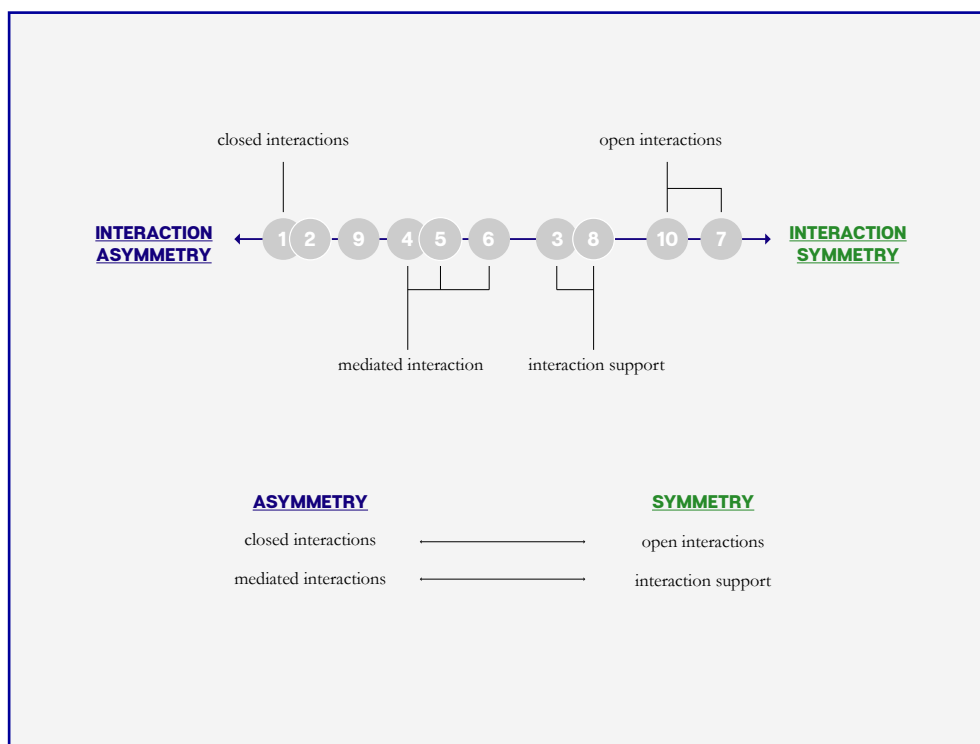 closed interactions
open interactions
INTERACTION
ASYMMETRY
1 2 9 4 5 6 3 8 10 7
INTERACTION
SYMMETRY
mediated interaction
interaction support
ASYMMETRY
SYMMETRY
closed interactions
open interactions
mediated interactions
interaction support